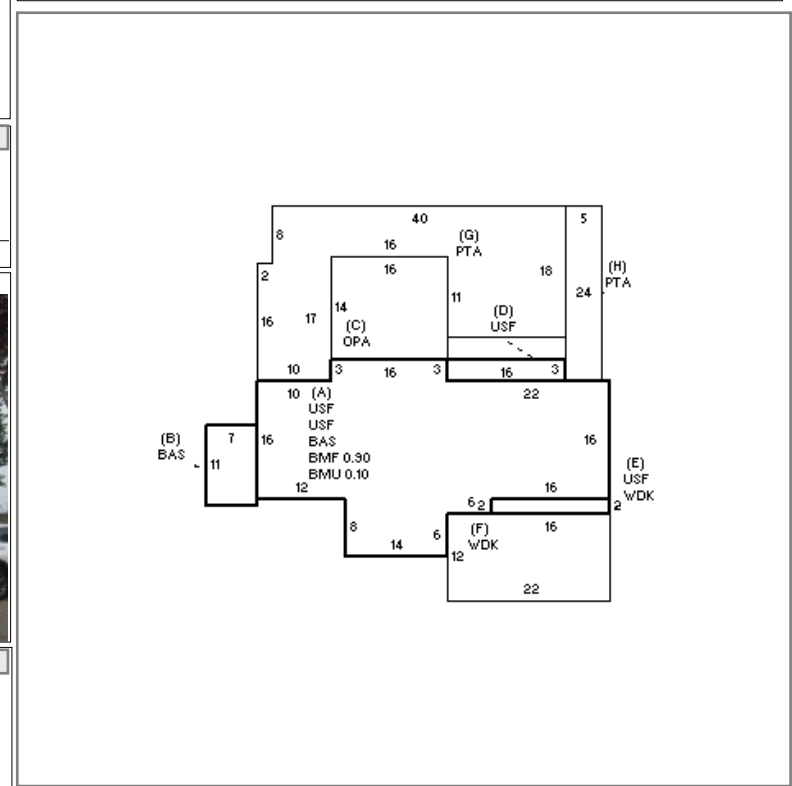 40
5
8
(G)
PTA
16
16
18
(H)
PTA
2
24
11
14
(D)
USF
16
17
(C)
OPA
10
3
16
3
16
3
10
(A)
USF
USF
BAS
BMF 0.90
BMU 0.10
22
(B)
BAS
7
16
16
11
(E)
USF
WDK
12
16
6
2
2
8
6
(F)
WDK
16
14
12
22